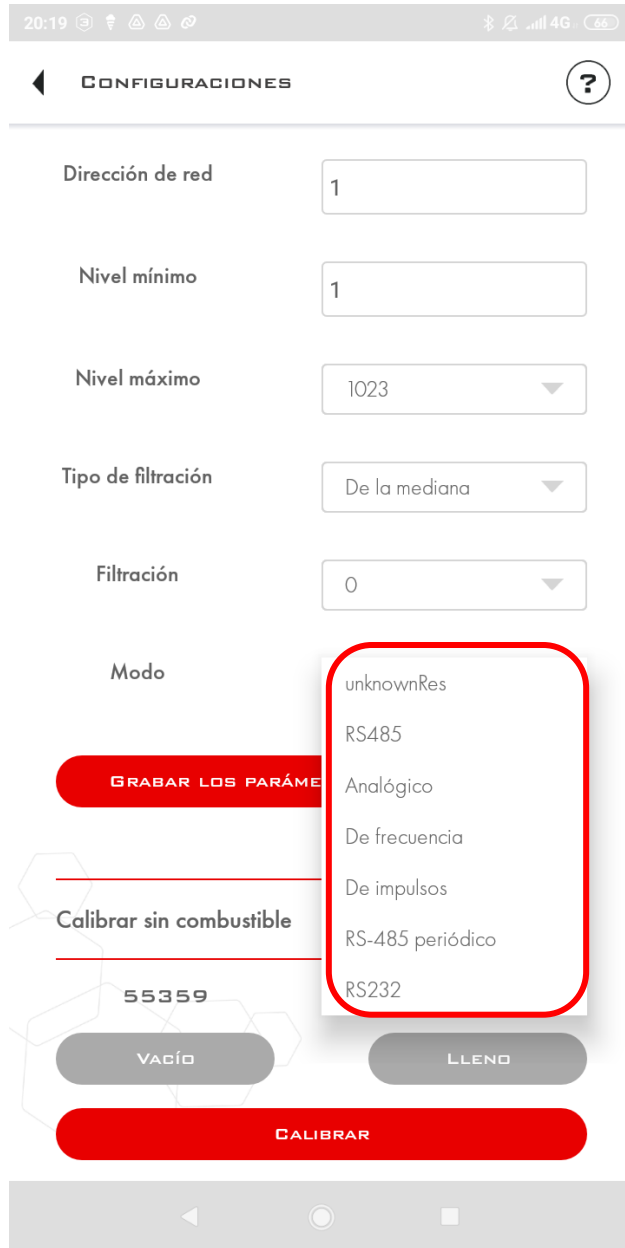 20:19 4G 66
CONFIGURACIONES ?
Dirección de red 1
Nivel mínimo 1
Nivel máximo 1023
Tipo de filtración De la mediana
Filtración 0
Modo unknownRes
RS485
GRABAR LOS PARÁME Analógico
De frecuencia
De impulsos
Calibrar sin combustible RS-485 periódico
55359 RS232
VACÍO LLENO
CALIBRAR